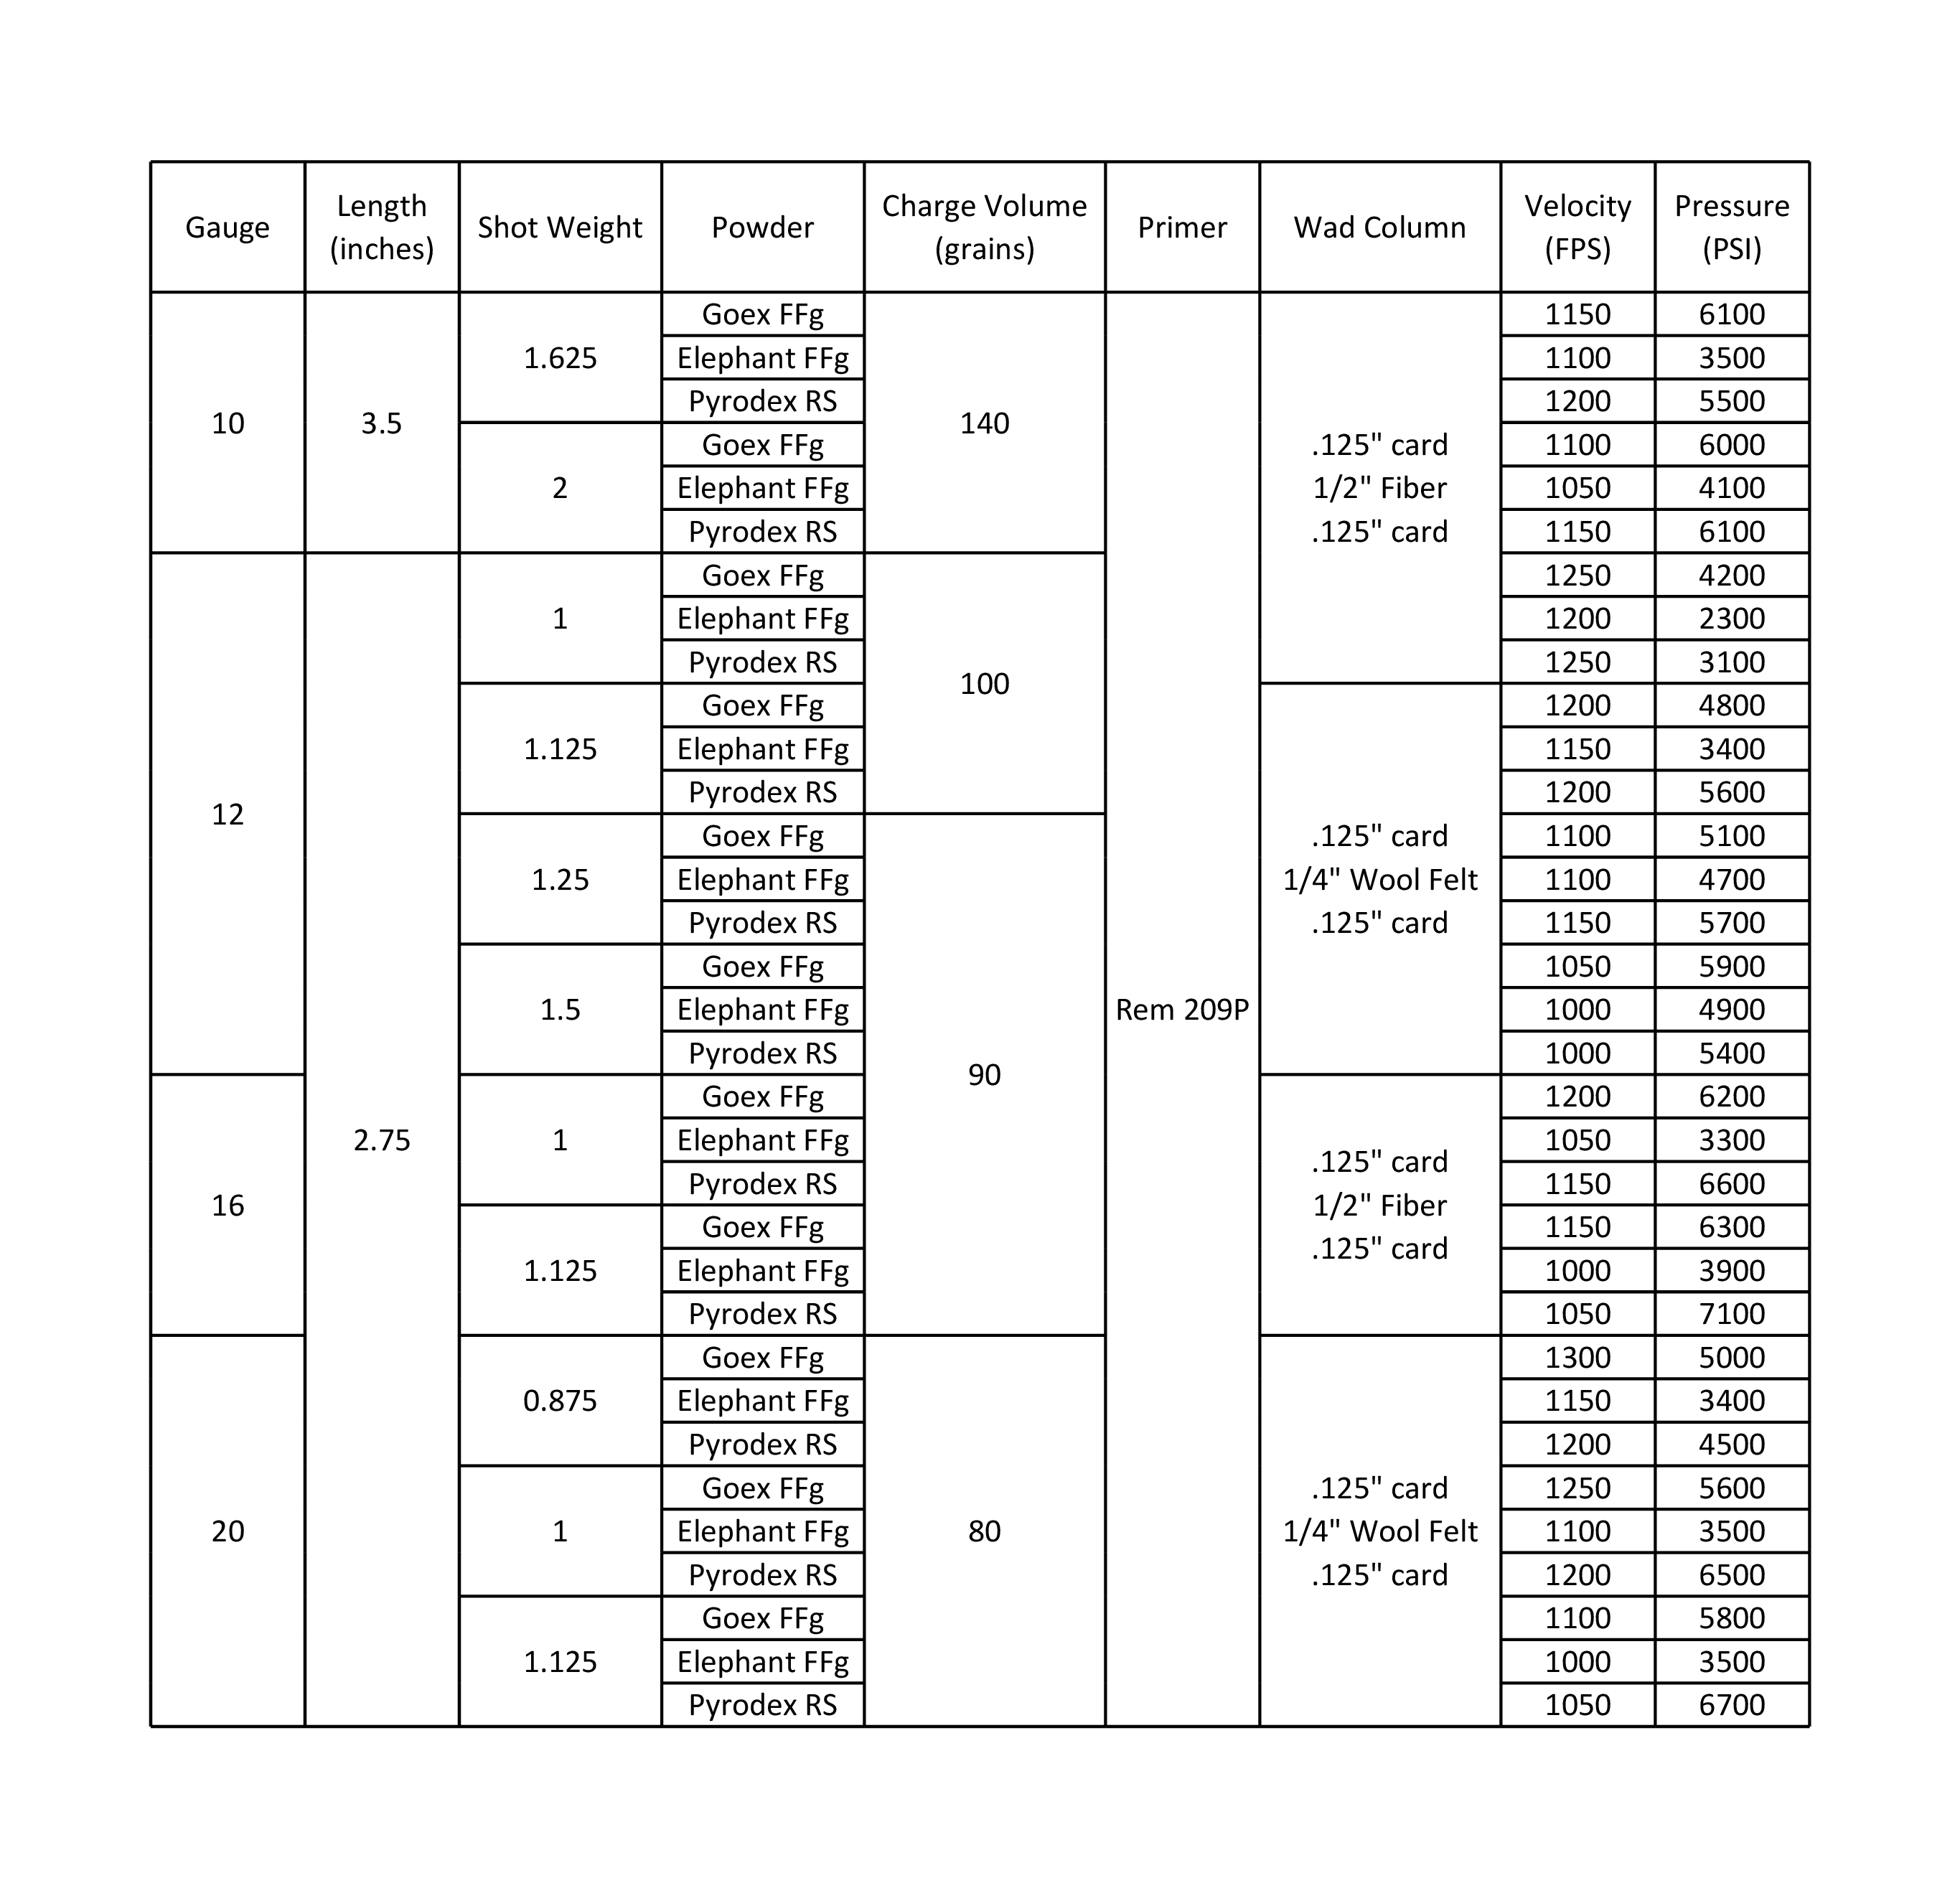 Gauge Length (inches) Shot Weight Powder Charge Volume (grains) Primer Wad Column Velocity (FPS) Pressure (PSI)
10 3.5 1.625 Goex FFg 140 Rem 209P .125" card 1/2" Fiber .125" card 1150 6100
Elephant FFg 1100 3500
Pyrodex RS 1200 5500
2 Goex FFg 1100 6000
Elephant FFg 1050 4100
Pyrodex RS 1150 6100
12 2.75 1 Goex FFg 100 1250 4200
Elephant FFg 1200 2300
Pyrodex RS 1250 3100
1.125 Goex FFg .125" card 1/4" Wool Felt .125" card 1200 4800
Elephant FFg 1150 3400
Pyrodex RS 1200 5600
1.25 Goex FFg 90 1100 5100
Elephant FFg 1100 4700
Pyrodex RS 1150 5700
1.5 Goex FFg 1050 5900
Elephant FFg 1000 4900
Pyrodex RS 1000 5400
16 1 Goex FFg .125" card 1/2" Fiber .125" card 1200 6200
Elephant FFg 1050 3300
Pyrodex RS 1150 6600
1.125 Goex FFg 1150 6300
Elephant FFg 1000 3900
Pyrodex RS 1050 7100
20 0.875 Goex FFg 80 .125" card 1/4" Wool Felt .125" card 1300 5000
Elephant FFg 1150 3400
Pyrodex RS 1200 4500
1 Goex FFg 1250 5600
Elephant FFg 1100 3500
Pyrodex RS 1200 6500
1.125 Goex FFg 1100 5800
Elephant FFg 1000 3500
Pyrodex RS 1050 6700